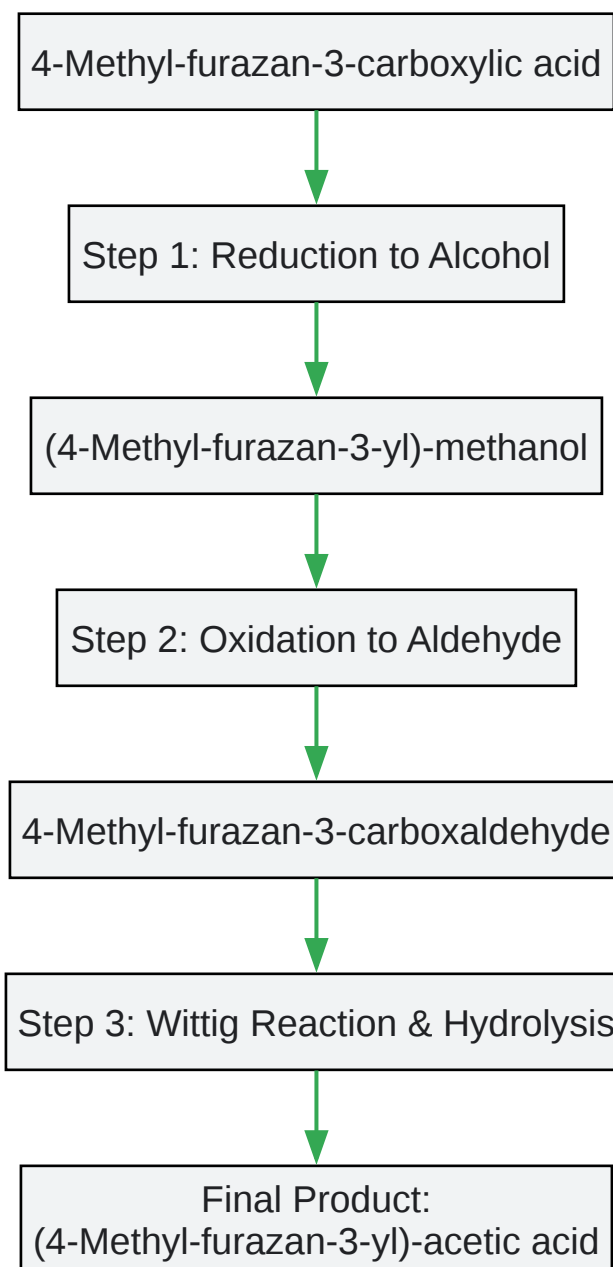 4-Methyl-furazan-3-carboxylic acid
Step 1: Reduction to Alcohol
(4-Methyl-furazan-3-yl)-methanol
Step 2: Oxidation to Aldehyde
4-Methyl-furazan-3-carboxaldehyde
Step 3: Wittig Reaction & Hydrolysis
Final Product:
(4-Methyl-furazan-3-yl)-acetic acid